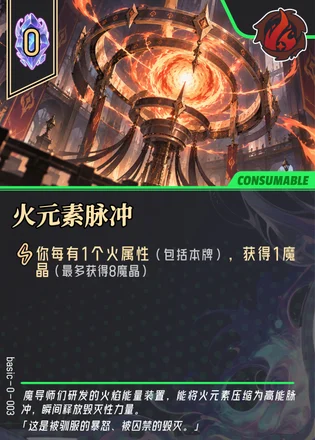 0
CONSUMABLE
火元素脉冲
你每有1个火属性（包括本牌），获得1魔
晶（最多获得8魔晶）
魔导师们研发的火焰能量装置，能将火元素压缩为高能脉
冲，瞬间释放毁灭性力量。
「这是被驯服的暴怒、被囚禁的毁灭。」
basic-0-003